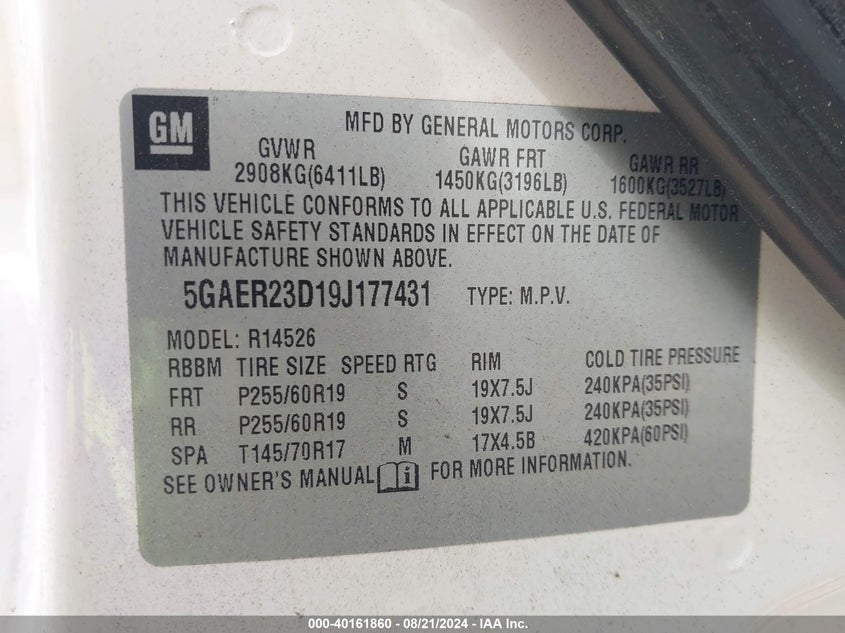 GM
MFD BY GENERAL MOTORS CORP.
GVWR GAWR FRT GAWR RR
2908KG(6411LB) 1450KG(3196LB) 1600KG(3527LB)
THIS VEHICLE CONFORMS TO ALL APPLICABLE U.S. FEDERAL MOTOR
VEHICLE SAFETY STANDARDS IN EFFECT ON THE DATE OF
MANUFACTURE SHOWN ABOVE.
5GAER23D19J177431 TYPE: M.P.V.
MODEL: R14526
RBBM TIRE SIZE SPEED RTG RIM COLD TIRE PRESSURE
FRT P255/60R19 S 19X7.5J 240KPA(35PSI)
RR P255/60R19 S 19X7.5J 240KPA(35PSI)
SPA T145/70R17 M 17X4.5B 420KPA(60PSI)
SEE OWNER'S MANUAL i FOR MORE INFORMATION.
000-40161860 - 08/21/2024 - IAA Inc.